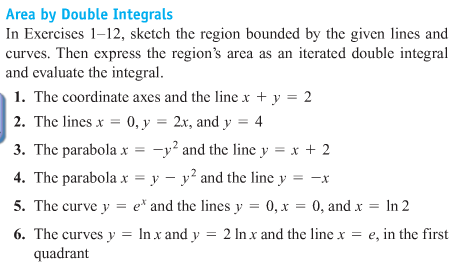 Area by Double Integrals
In Exercises 1–12, sketch the region bounded by the given lines and
curves. Then express the region's area as an iterated double integral
and evaluate the integral.
1. The coordinate axes and the line x + y = 2
2. The lines x = 0, y = 2x, and y = 4
3. The parabola x = −y² and the line y = x + 2
4. The parabola x = y − y² and the line y = −x
5. The curve y = eˣ and the lines y = 0, x = 0, and x = ln 2
6. The curves y = ln x and y = 2 ln x and the line x = e, in the first
quadrant